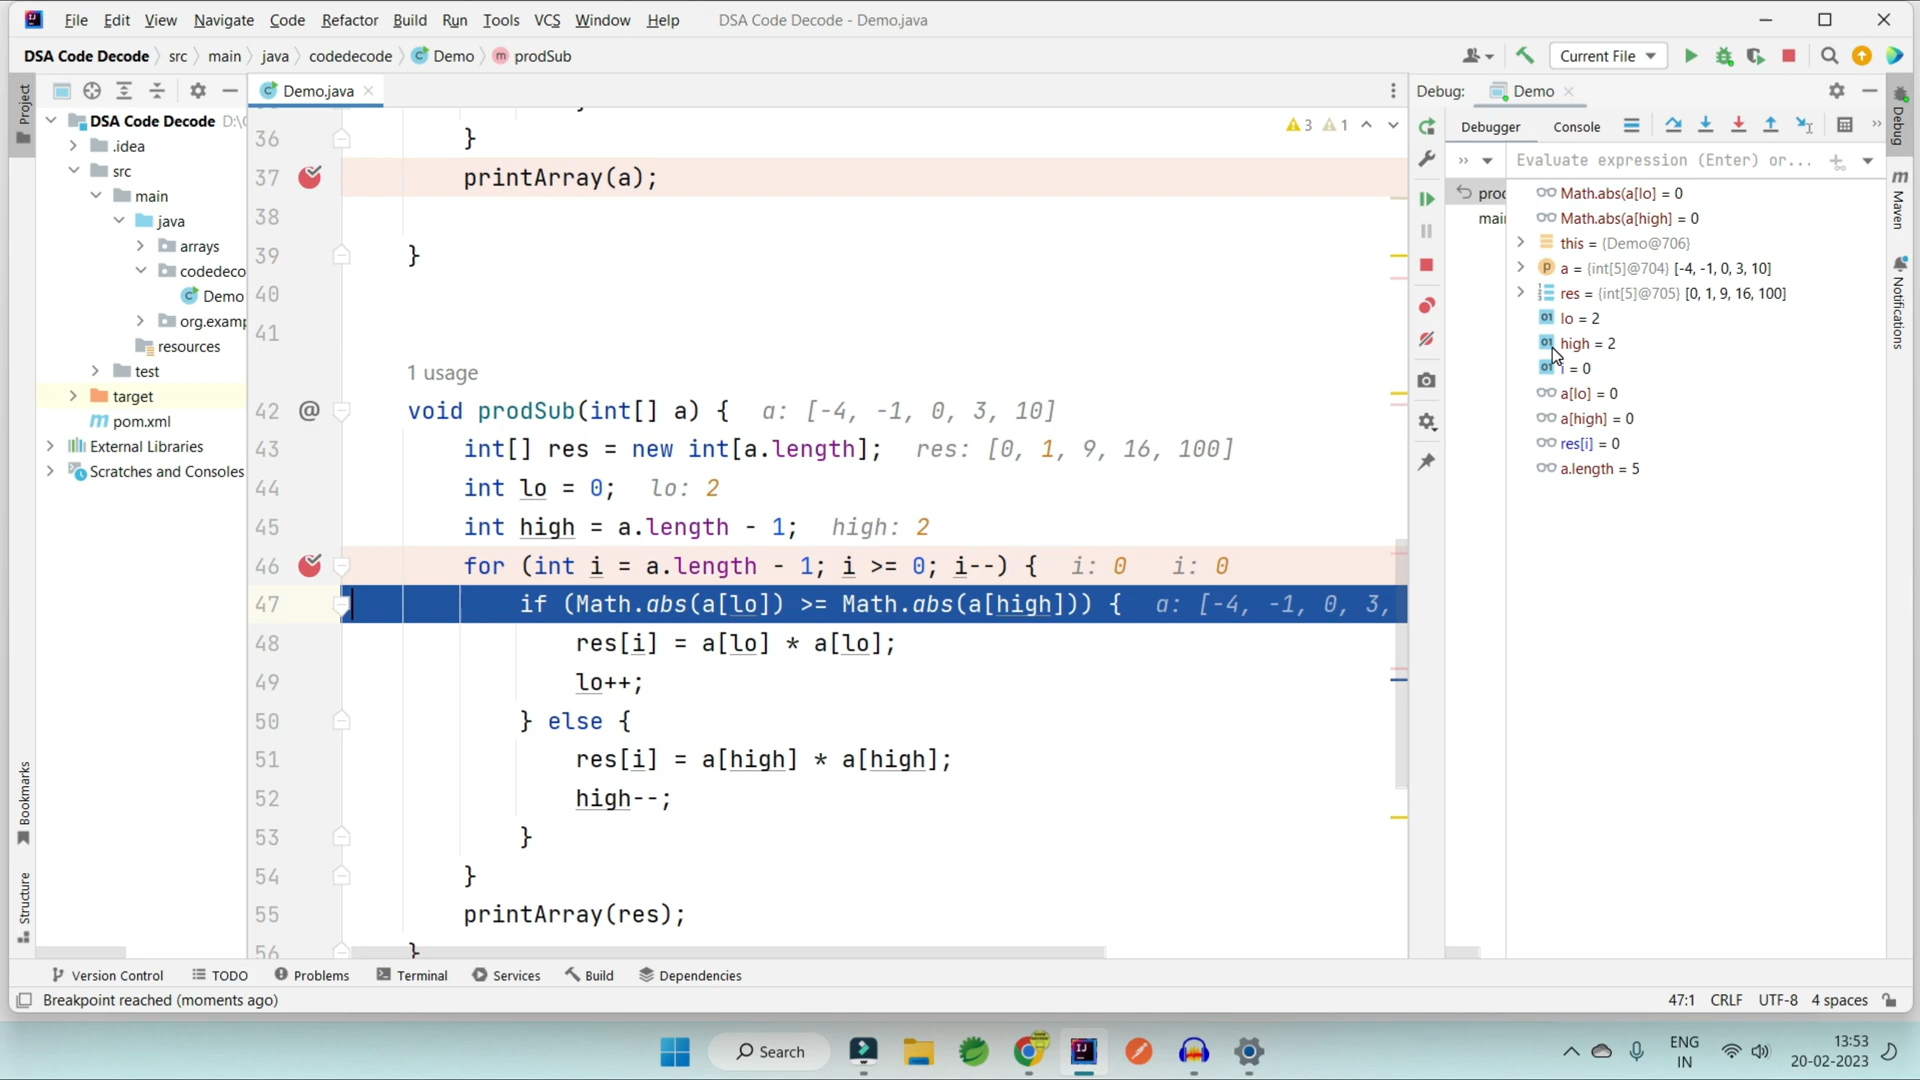 File Edit View Navigate Code Refactor Build Run Tools VCS Window Help DSA Code Decode - Demo.java
DSA Code Decode src main java codedecode Demo prodSub Current File
Project
Demo.java
Debug: Demo
Debugger Console
Evaluate expression (Enter) or...
DSA Code Decode D:\
.idea
src
main
java
arrays
codedeco
Demo
org.examp
resources
test
target
pom.xml
External Libraries
Scratches and Consoles
3 1
36 }
37 printArray(a);
38
39 }
40
41
1 usage
42 @ void prodSub(int[] a) { a: [-4, -1, 0, 3, 10]
43 int[] res = new int[a.length]; res: [0, 1, 9, 16, 100]
44 int lo = 0; lo: 2
45 int high = a.length - 1; high: 2
46 for (int i = a.length - 1; i >= 0; i--) { i: 0 i: 0
47 if (Math.abs(a[lo]) >= Math.abs(a[high])) { a: [-4, -1, 0, 3,
48 res[i] = a[lo] * a[lo];
49 lo++;
50 } else {
51 res[i] = a[high] * a[high];
52 high--;
53 }
54 }
55 printArray(res);
56 }
prod
mai
Math.abs(a[lo] = 0
Math.abs(a[high] = 0
this = {Demo@706}
a = {int[5]@704} [-4, -1, 0, 3, 10]
res = {int[5]@705} [0, 1, 9, 16, 100]
lo = 2
high = 2
i = 0
a[lo] = 0
a[high] = 0
res[i] = 0
a.length = 5
Debug
Maven
Notifications
Bookmarks
Structure
Version Control TODO Problems Terminal Services Build Dependencies
Breakpoint reached (moments ago) 47:1 CRLF UTF-8 4 spaces
Search
ENG
IN
13:53
20-02-2023